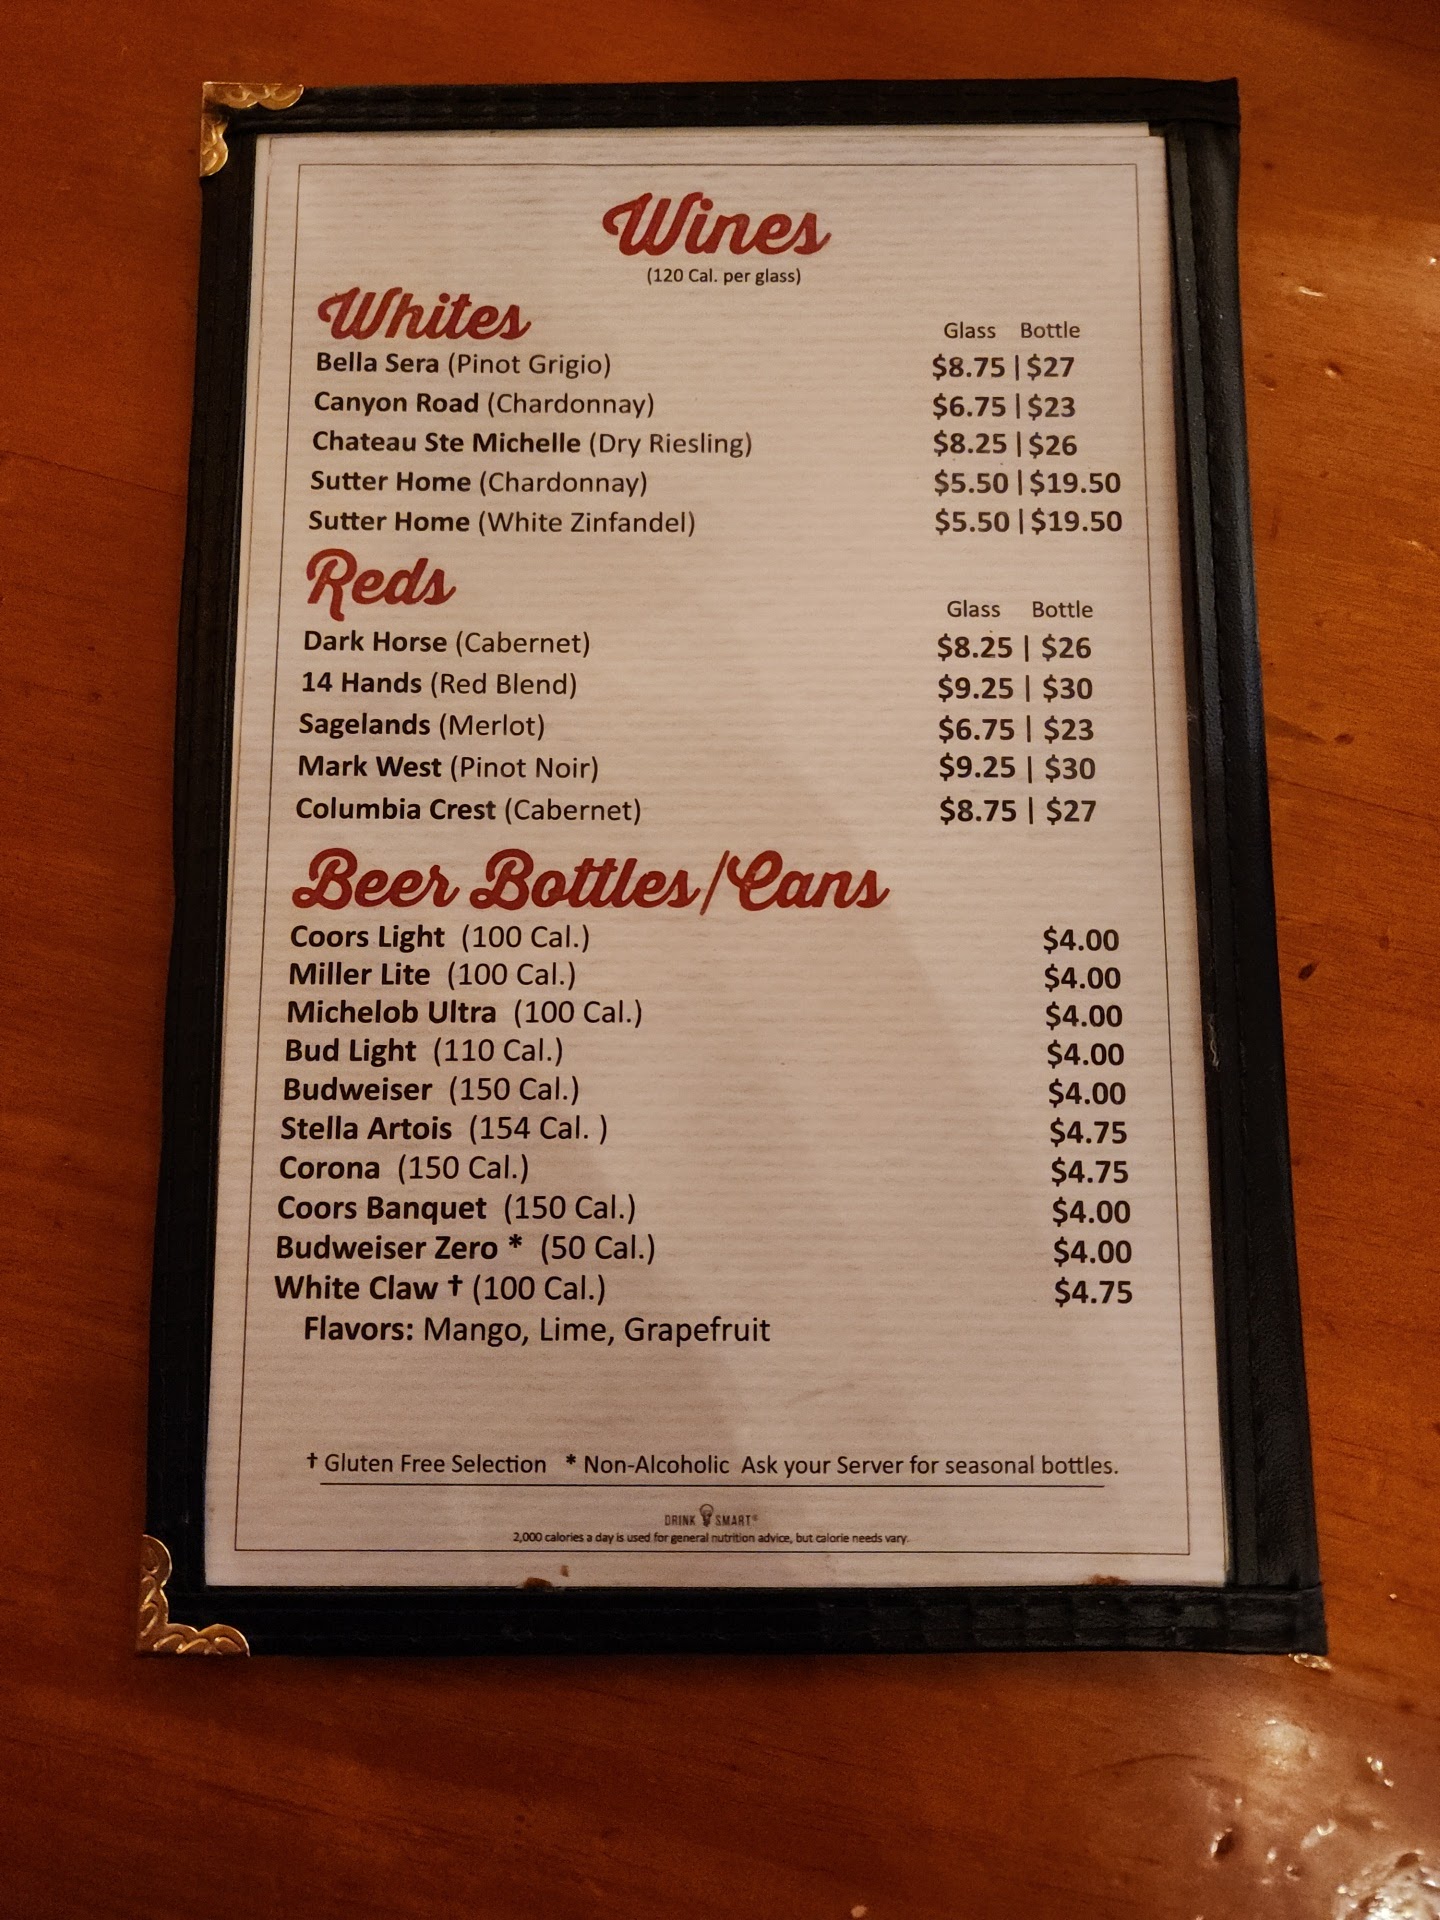 Wines
(120 Cal. per glass)
Whites
Glass Bottle
Bella Sera (Pinot Grigio) $8.75 | $27
Canyon Road (Chardonnay) $6.75 | $23
Chateau Ste Michelle (Dry Riesling) $8.25 | $26
Sutter Home (Chardonnay) $5.50 | $19.50
Sutter Home (White Zinfandel) $5.50 | $19.50
Reds
Glass Bottle
Dark Horse (Cabernet) $8.25 | $26
14 Hands (Red Blend) $9.25 | $30
Sagelands (Merlot) $6.75 | $23
Mark West (Pinot Noir) $9.25 | $30
Columbia Crest (Cabernet) $8.75 | $27
Beer Bottles/Cans
Coors Light (100 Cal.) $4.00
Miller Lite (100 Cal.) $4.00
Michelob Ultra (100 Cal.) $4.00
Bud Light (110 Cal.) $4.00
Budweiser (150 Cal.) $4.00
Stella Artois (154 Cal. ) $4.75
Corona (150 Cal.) $4.75
Coors Banquet (150 Cal.) $4.00
Budweiser Zero * (50 Cal.) $4.00
White Claw † (100 Cal.) $4.75
Flavors: Mango, Lime, Grapefruit
† Gluten Free Selection * Non-Alcoholic Ask your Server for seasonal bottles.
DRINK SMART®
2,000 calories a day is used for general nutrition advice, but calorie needs vary.